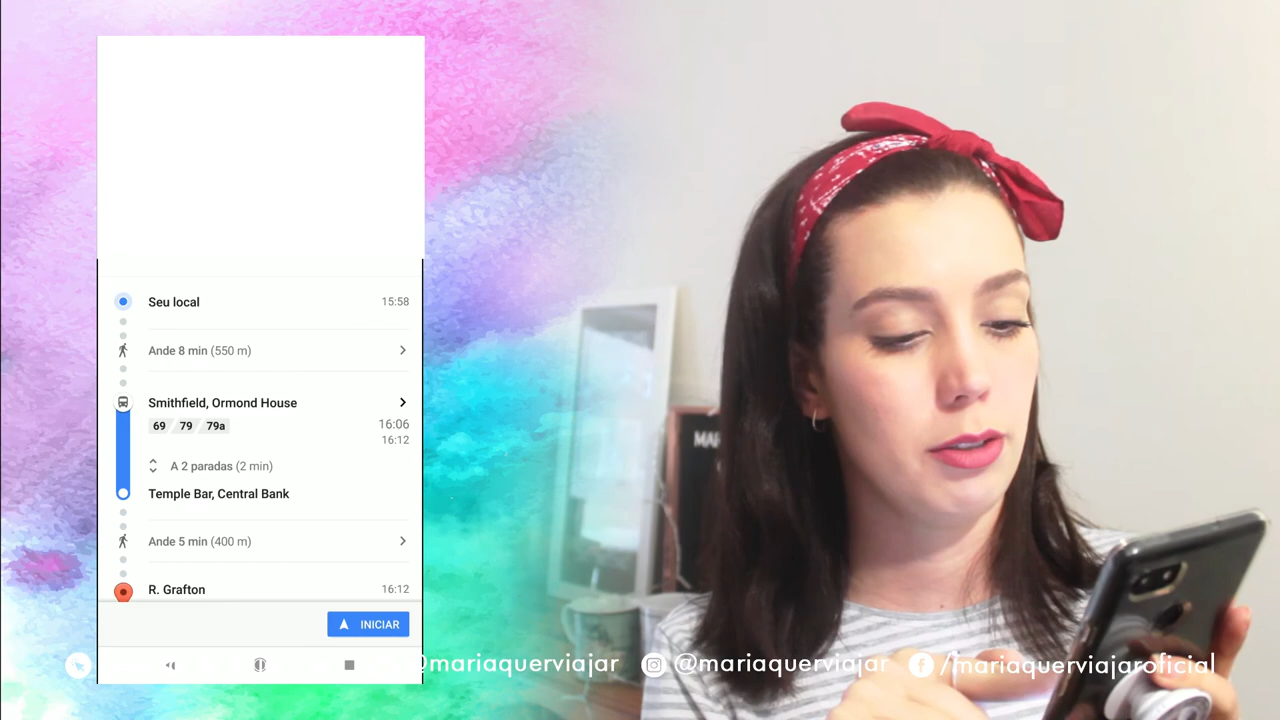 Seu local
15:58
Ande 8 min (550 m)
Smithfield, Ormond House
69 79 79a
16:06
16:12
A 2 paradas (2 min)
Temple Bar, Central Bank
Ande 5 min (400 m)
R. Grafton
16:12
INICIAR
@mariaquerviajar @mariaquerviajar /mariaquerviajaroficial